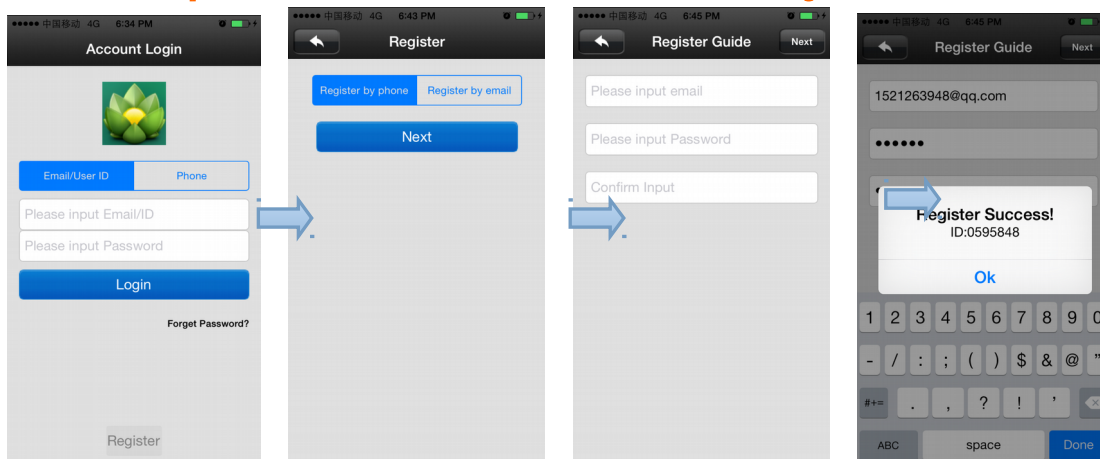 中国移动 4G 6:34 PM
Account Login
Email/User ID Phone
Please input Email/ID
Please input Password
Login
Forget Password?
Register
中国移动 4G 6:43 PM
Register
Register by phone Register by email
Next
中国移动 4G 6:45 PM
Register Guide Next
Please input email
Please input Password
Confirm Input
中国移动 4G 6:45 PM
Register Guide Next
1521263948@qq.com
••••••
Register Success!
ID:0595848
Ok
1 2 3 4 5 6 7 8 9 0
- / : ; ( ) $ & @ "
#+= . , ? ! '
ABC space Done